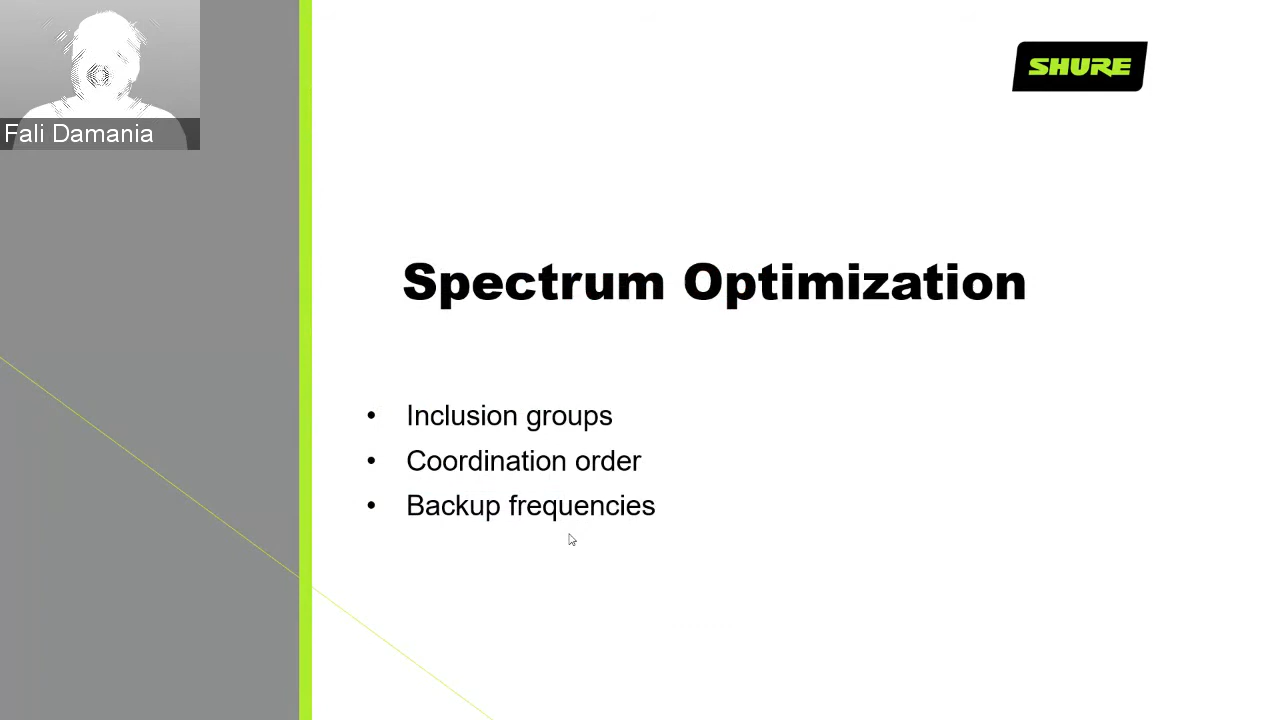 Fali Damania
SHURE
Spectrum Optimization
• Inclusion groups
• Coordination order
• Backup frequencies